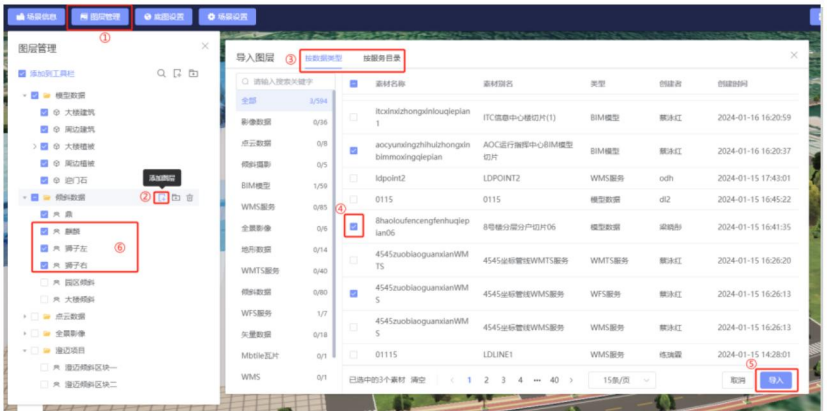 场景信息
图层管理
底图设置
场景设置
①
图层管理
添加到工具栏
模型数据
大楼建筑
周边建筑
大楼植被
周边植被
迎门石
添加图层
②
倾斜数据
鼎
麒麟
狮子左
⑥
狮子右
园区倾斜
大楼倾斜
点云数据
全景影像
澄迈项目
澄迈倾斜区块一
澄迈倾斜区块二
导入图层
③
按数据类型
按服务目录
请输入搜索关键字
全部 3/594
影像数据 0/36
点云数据 0/8
倾斜摄影 0/5
BIM模型 1/59
WMS服务 0/85
全景影像 0/9
地形数据 0/14
WMTS服务 0/40
倾斜数据 0/80
WFS服务 1/7
矢量数据 0/18
Mbtile瓦片 0/1
WMS 0/1
素材名称 素材别名 类型 创建者 创建时间
itcxinxizhongxinlouqiepian
1
ITC信息中心楼切片(1) BIM模型 蔡泳红 2024-01-16 16:20:59
aocyunxingzhihuizhongxin
bimmoxingqiepian
AOC运行指挥中心BIM模型
切片
BIM模型 蔡泳红 2024-01-16 16:20:37
ldpoint2 LDPOINT2 WMS服务 odh 2024-01-15 17:43:01
0115 0115 模型数据 dl2 2024-01-15 16:45:22
④
8haoloufencengfenhuqiep
ian06
8号楼分层分户切片06 模型数据 梁皓彤 2024-01-15 16:41:35
4545zuobiaoguanxianWM
TS
4545坐标管线WMTS服务 WMTS服务 蔡泳红 2024-01-15 16:26:20
4545zuobiaoguanxianWM
S
4545坐标管线WMS服务 WFS服务 蔡泳红 2024-01-15 16:26:13
4545zuobiaoguanxianWM
S
4545坐标管线WMS服务 WMS服务 蔡泳红 2024-01-15 16:26:13
01115 LDLINE1 WMS服务 2024-01-15 14:28:01
⑤
已选中的3个素材 清空
1 2 3 4 ••• 40
15条/页
取消
导入